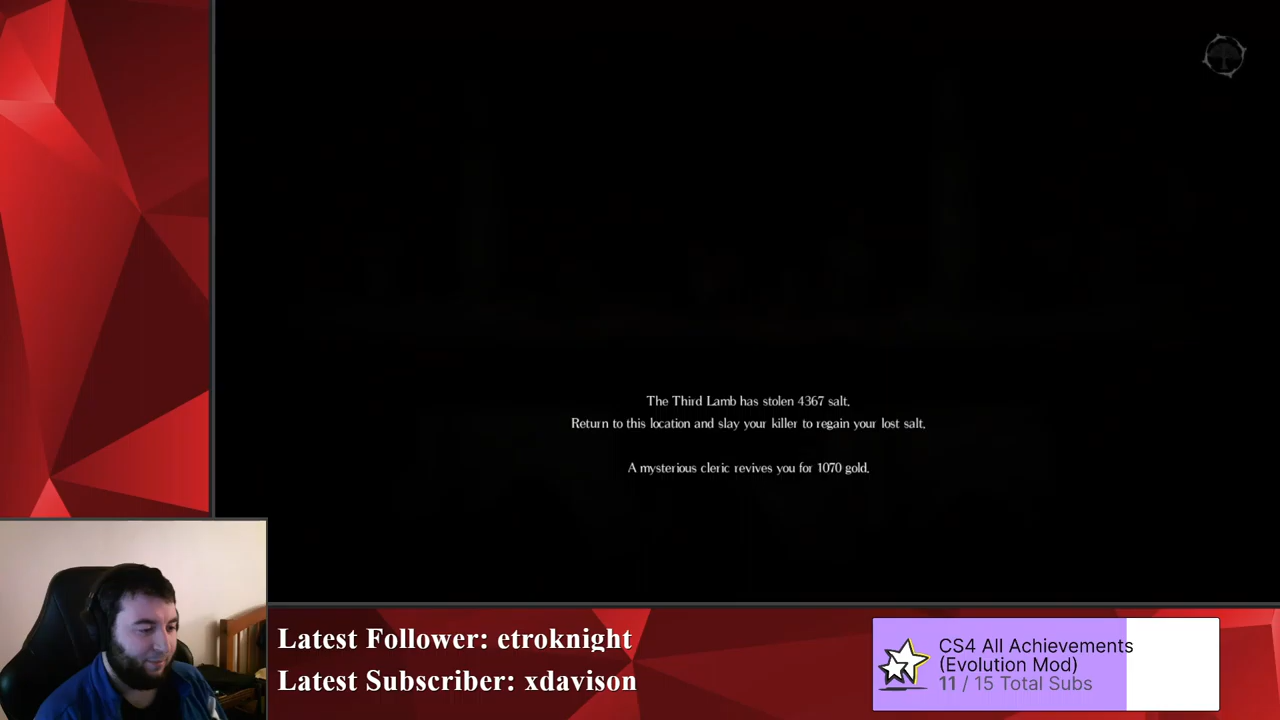 The Third Lamb has stolen 4367 salt.
Return to this location and slay your killer to regain your lost salt.
A mysterious cleric revives you for 1070 gold.
Latest Follower: etroknight
Latest Subscriber: xdavison
CS4 All Achievements
(Evolution Mod)
11 / 15 Total Subs